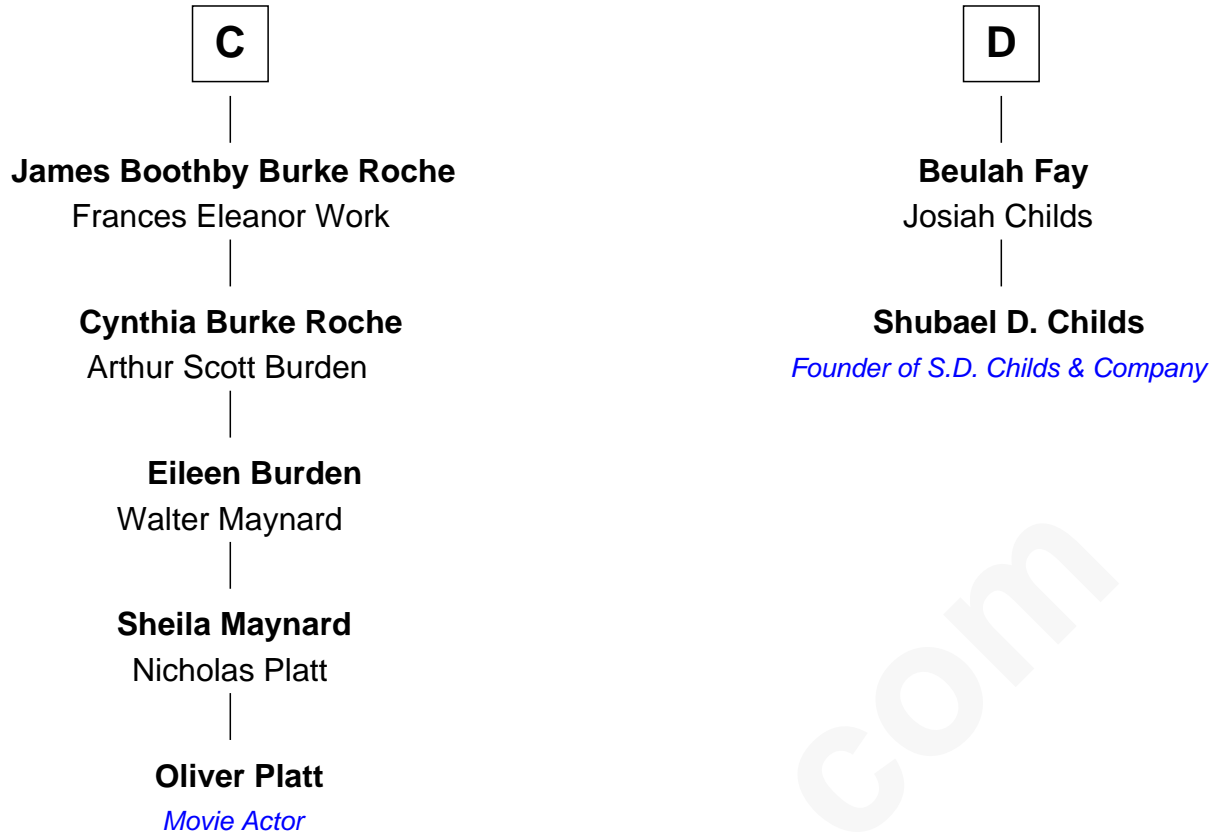 C
James Boothby Burke Roche
Frances Eleanor Work
Cynthia Burke Roche
Arthur Scott Burden
Eileen Burden
Walter Maynard
Sheila Maynard
Nicholas Platt
Oliver Platt
Movie Actor
D
Beulah Fay
Josiah Childs
Shubael D. Childs
Founder of S.D. Childs & Company
com